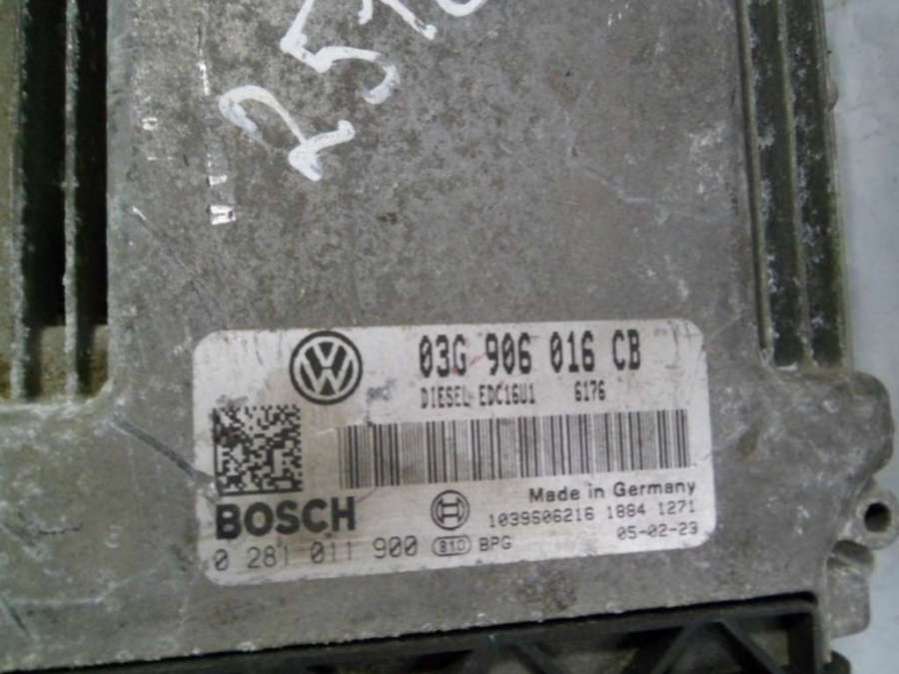 03G 906 016 CB
DIESEL EDC16U1 6176
Made in Germany
BOSCH
1039S06216 1884 1271
0 281 011 900 BPG
05-02-23